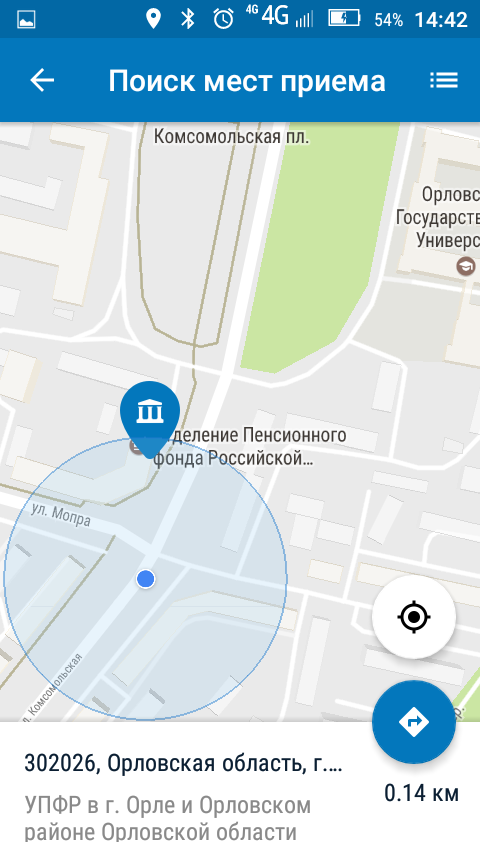 4G 4G 54% 14:42
Поиск мест приема
Комсомольская пл.
Орловс
Государств
Универс
деление Пенсионного
фонда Российской...
ул. Мопра
л. Комсомольская
302026, Орловская область, г....
0.14 км
УПФР в г. Орле и Орловском
районе Орловской области